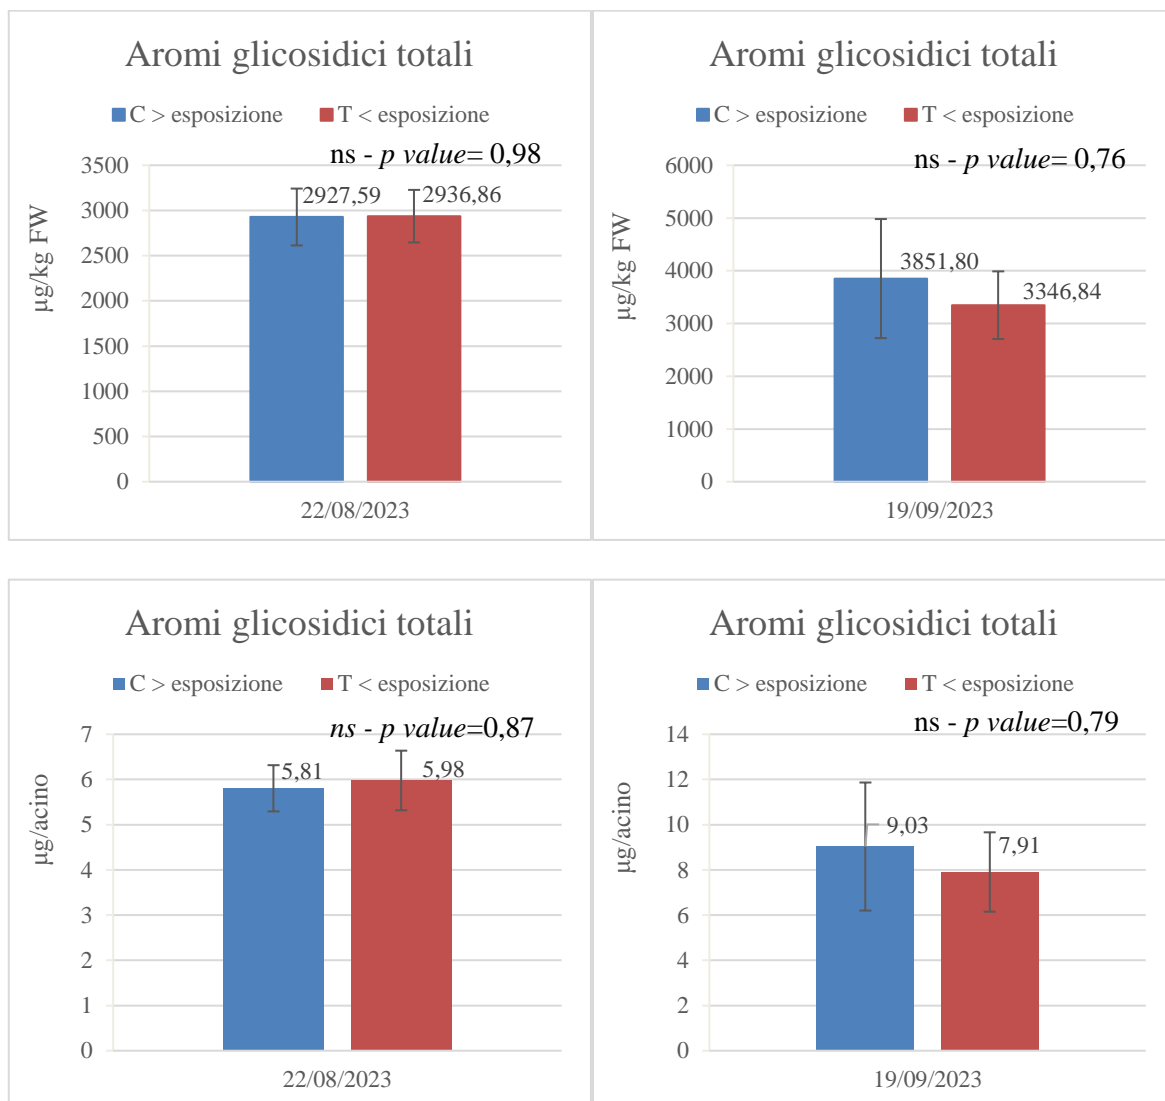 Aromi glicosidici totali
C > esposizione T < esposizione
ns - p value= 0,98
3500
3000
2500
2000
1500
1000
500
0
µg/kg FW
2927,59 2936,86
22/08/2023
Aromi glicosidici totali
C > esposizione T < esposizione
ns - p value= 0,76
6000
5000
4000
3000
2000
1000
0
µg/kg FW
3851,80
3346,84
19/09/2023
Aromi glicosidici totali
C > esposizione T < esposizione
ns - p value=0,87
7
6
5
4
3
2
1
0
µg/acino
5,81 5,98
22/08/2023
Aromi glicosidici totali
C > esposizione T < esposizione
ns - p value=0,79
14
12
10
8
6
4
2
0
µg/acino
9,03
7,91
19/09/2023